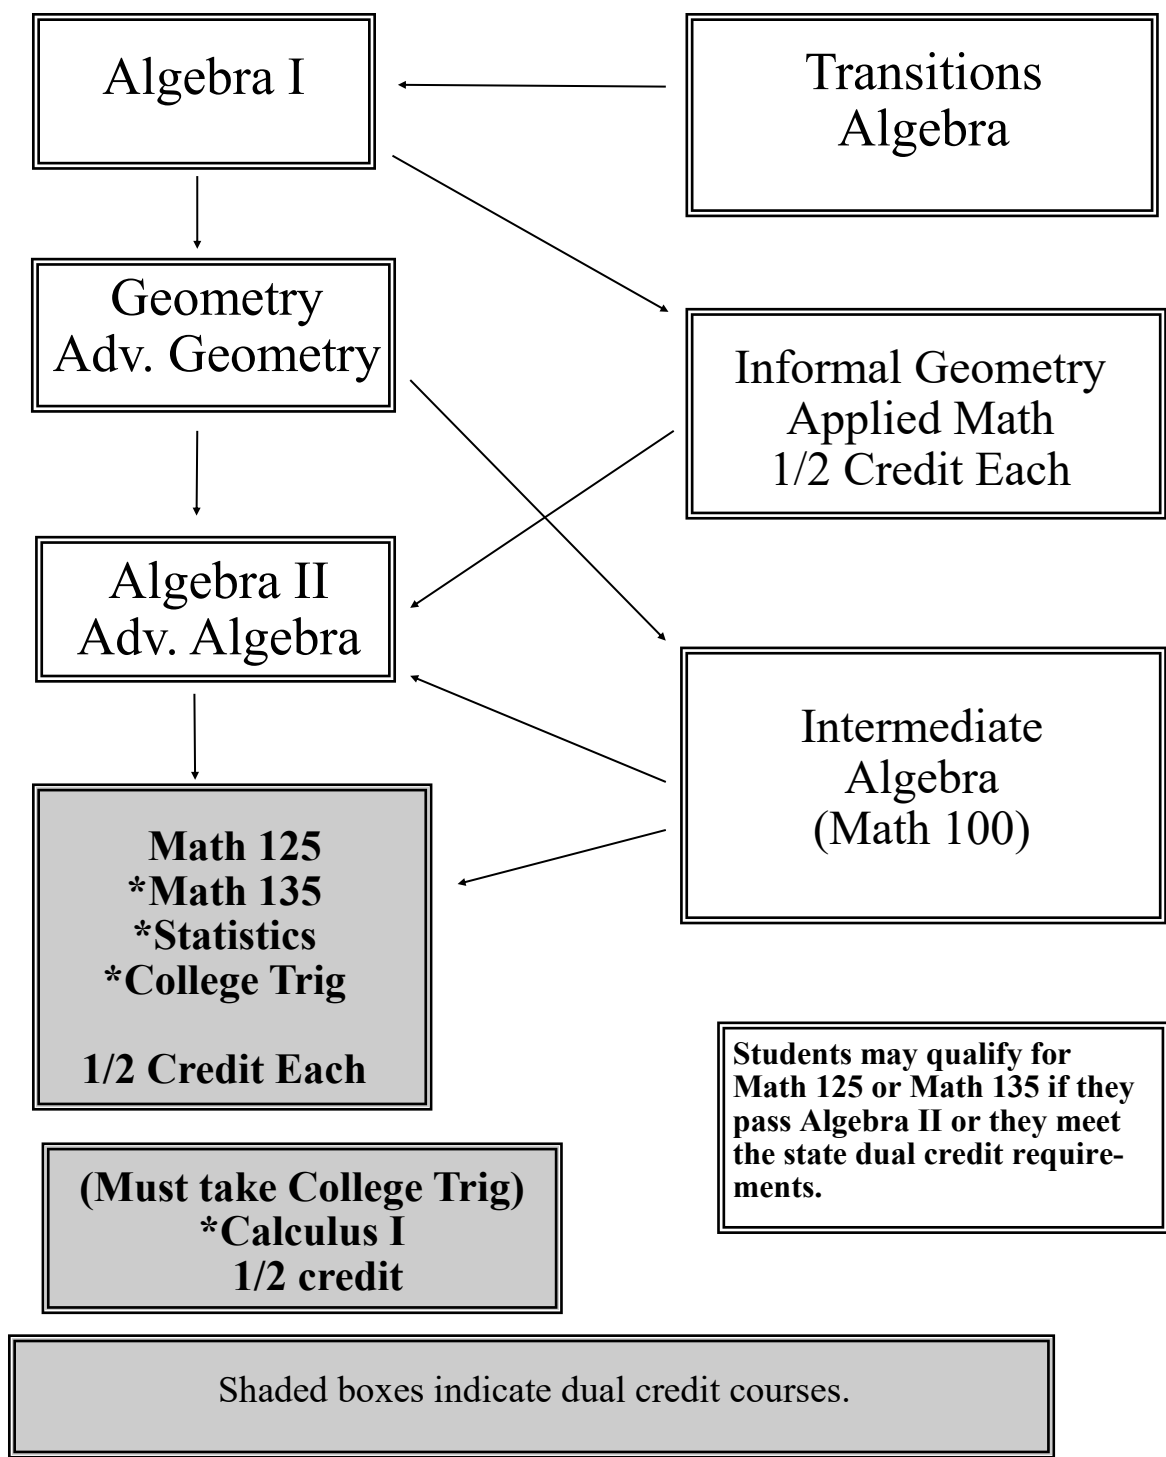 Algebra I
Transitions
Algebra
Geometry
Adv. Geometry
Informal Geometry
Applied Math
1/2 Credit Each
Algebra II
Adv. Algebra
Intermediate
Algebra
(Math 100)
Math 125
*Math 135
*Statistics
*College Trig
1/2 Credit Each
Students may qualify for
Math 125 or Math 135 if they
pass Algebra II or they meet
the state dual credit require-
ments.
(Must take College Trig)
*Calculus I
1/2 credit
Shaded boxes indicate dual credit courses.